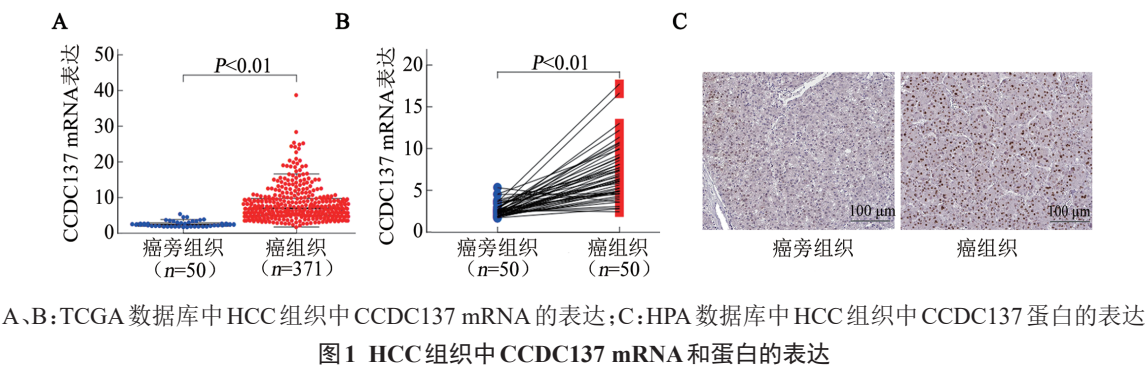 A
B
C
CCDC137 mRNA表达
50
40
30
20
10
0
P<0.01
癌旁组织
（n=50）
癌组织
（n=371）
CCDC137 mRNA表达
20
15
10
5
0
P<0.01
癌旁组织
（n=50）
癌组织
（n=50）
100 μm
癌旁组织
100 μm
癌组织
A、B：TCGA数据库中HCC组织中CCDC137 mRNA的表达；C：HPA数据库中HCC组织中CCDC137蛋白的表达
图1 HCC组织中CCDC137 mRNA和蛋白的表达